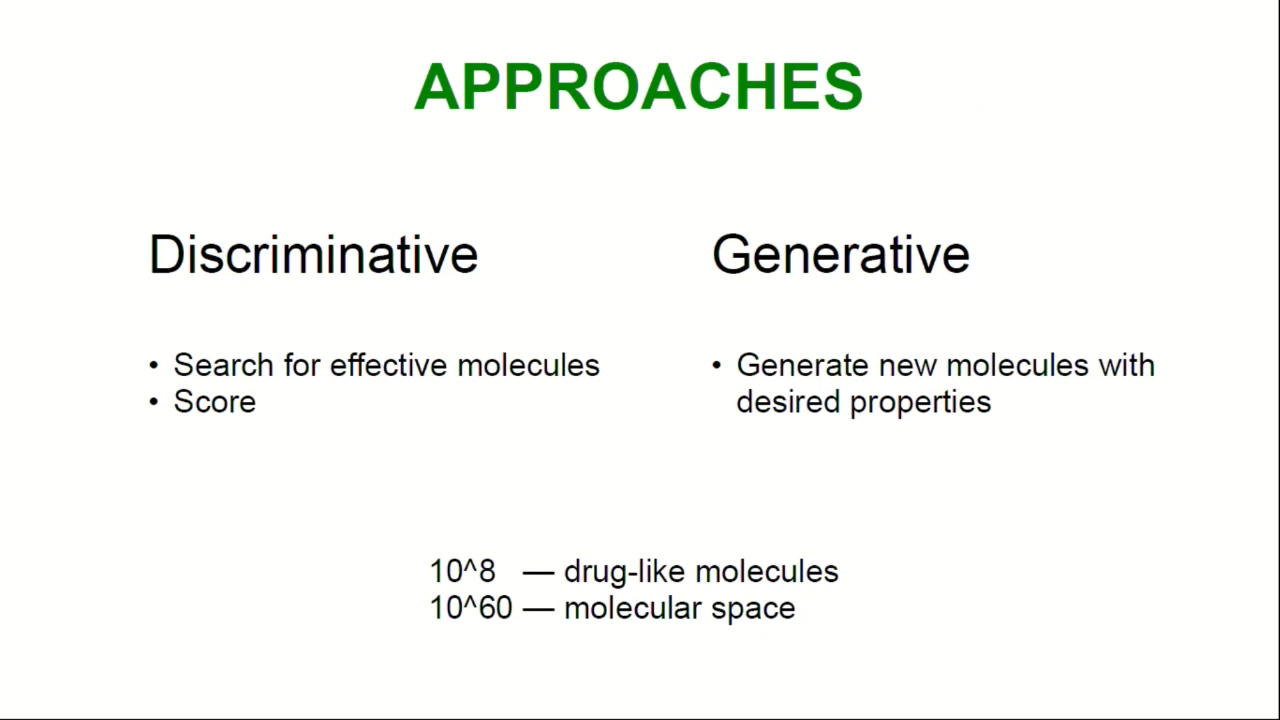 APPROACHES
Discriminative
• Search for effective molecules
• Score
Generative
• Generate new molecules with
desired properties
10^8 — drug-like molecules
10^60 — molecular space